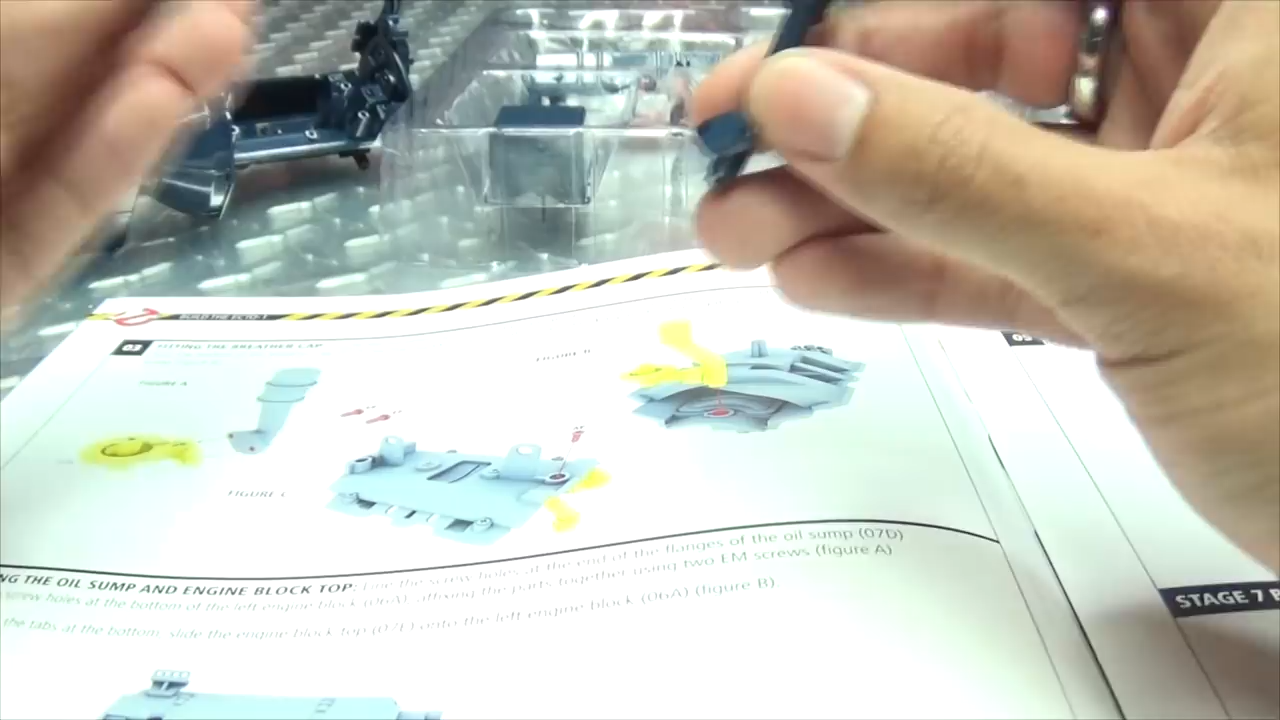 BUILD THE ECTO-1
03 FITTING THE BREATHER CAP
FIGURE A
FIGURE B
05
FIGURE C
NG THE OIL SUMP AND ENGINE BLOCK TOP: Line the screw holes at the end of the flanges of the oil sump (07D)
screw holes at the bottom of the left engine block (06A), affixing the parts together using two EM screws (figure A)
the tabs at the bottom, slide the engine block top (07E) onto the left engine block (06A) (figure B)
STAGE 7